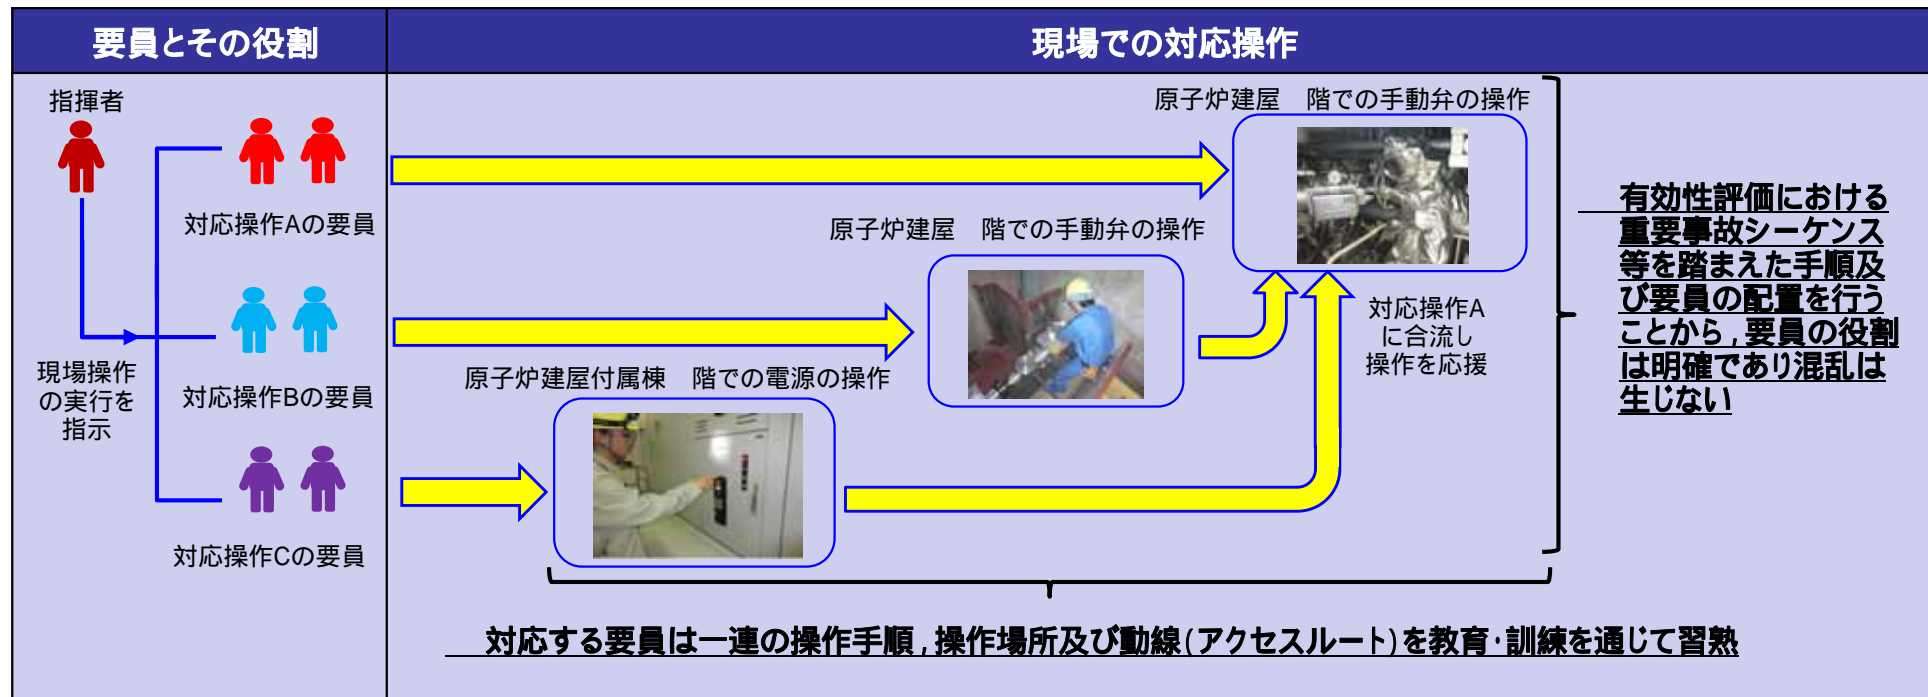 要員とその役割
現場での対応操作
指揮者
対応操作Aの要員
対応操作Bの要員
対応操作Cの要員
現場操作
の実行を
指示
原子炉建屋　階での手動弁の操作
原子炉建屋　階での手動弁の操作
原子炉建屋付属棟　階での電源の操作
対応操作A
に合流し
操作を応援
有効性評価における
重要事故シーケンス
等を踏まえた手順及
び要員の配置を行う
ことから,要員の役割
は明確であり混乱は
生じない
対応する要員は一連の操作手順,操作場所及び動線(アクセスルート)を教育・訓練を通じて習熟